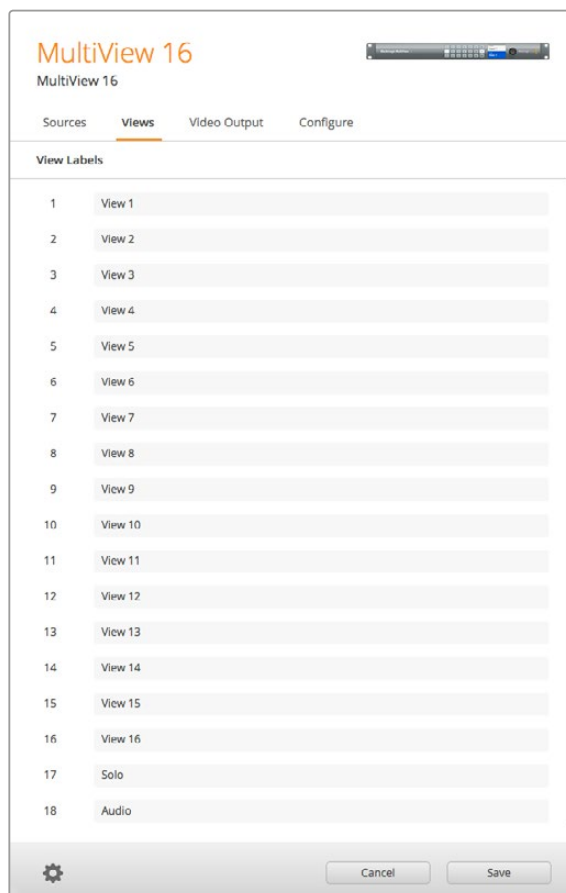 MultiView 16
MultiView 16
Sources Views Video Output Configure
View Labels
1 View 1
2 View 2
3 View 3
4 View 4
5 View 5
6 View 6
7 View 7
8 View 8
9 View 9
10 View 10
11 View 11
12 View 12
13 View 13
14 View 14
15 View 15
16 View 16
17 Solo
18 Audio
Cancel Save